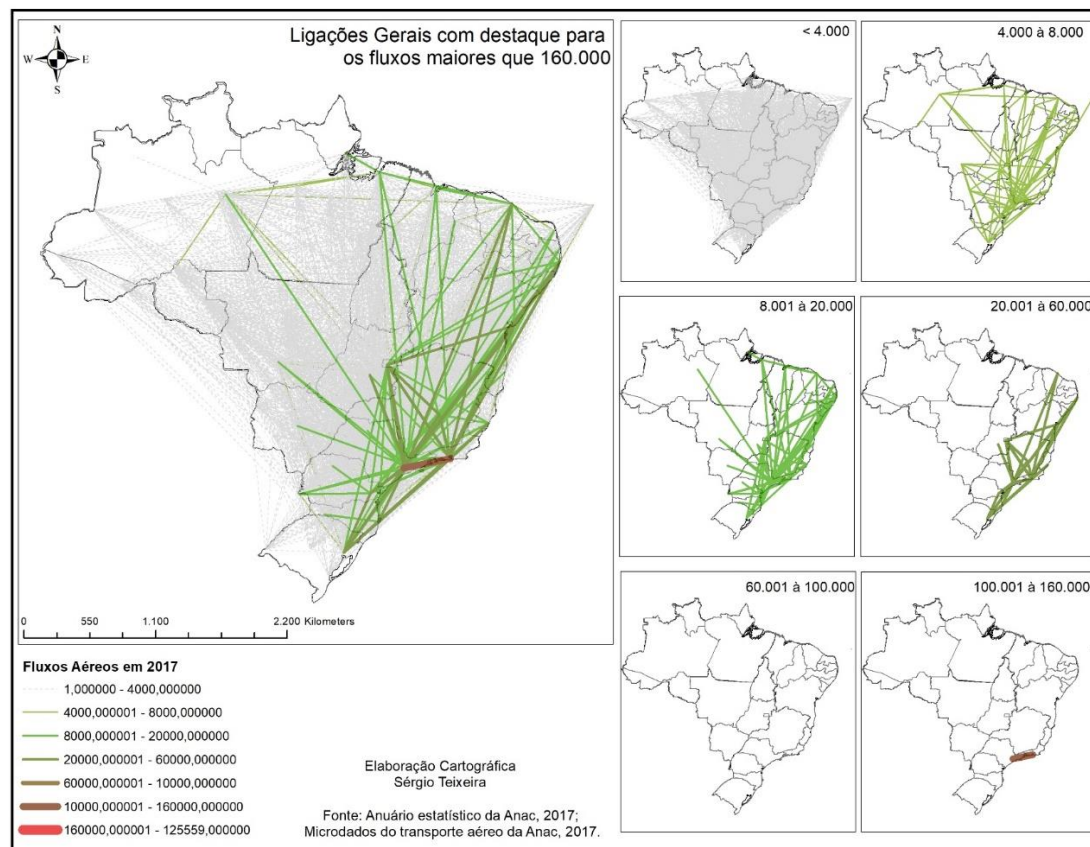 Ligações Gerais com destaque para
os fluxos maiores que 160.000
N
W
E
S
0
550
1.100
2.200 Kilometers
< 4.000
4.000 à 8.000
8.001 à 20.000
20.001 à 60.000
60.001 à 100.000
100.001 à 160.000
Fluxos Aéreos em 2017
1,000000 - 4000,000000
4000,000001 - 8000,000000
8000,000001 - 20000,000000
20000,000001 - 60000,000000
60000,000001 - 10000,000000
10000,000001 - 160000,000000
160000,000001 - 125559,000000
Elaboração Cartográfica
Sérgio Teixeira
Fonte: Anuário estatístico da Anac, 2017;
Microdados do transporte aéreo da Anac, 2017.